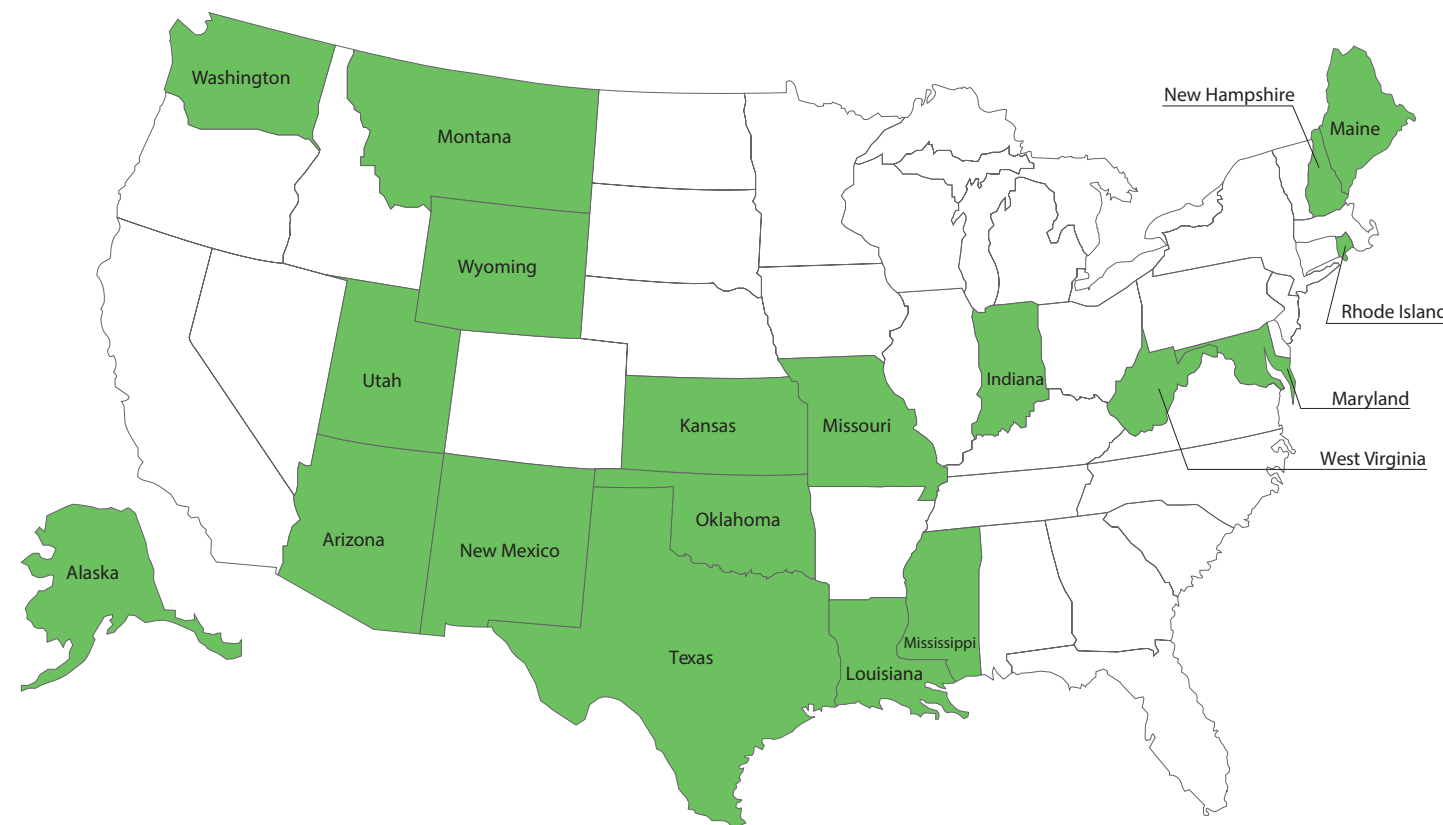 Washington
New Hampshire
Maine
Montana
Wyoming
Rhode Island
Utah
Indiana
Maryland
Kansas
Missouri
West Virginia
Oklahoma
Arizona
New Mexico
Alaska
Mississippi
Texas
Louisiana